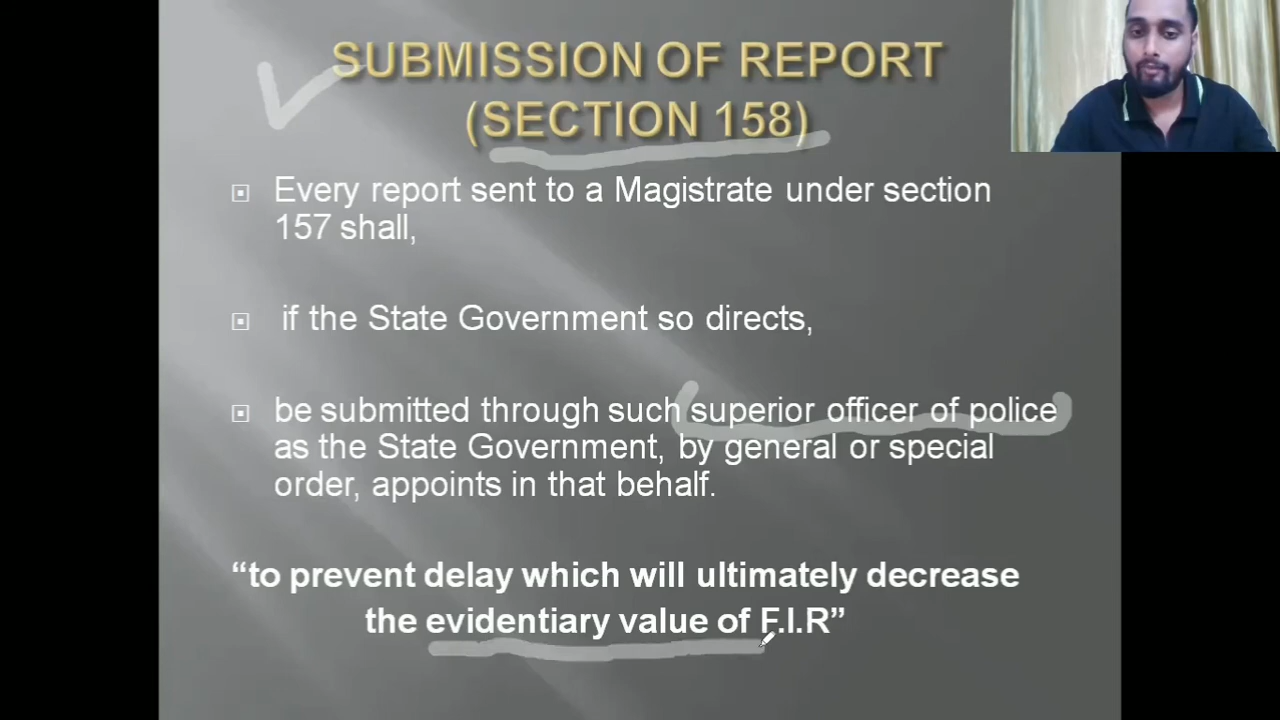 SUBMISSION OF REPORT
(SECTION 158)
Every report sent to a Magistrate under section
157 shall,
if the State Government so directs,
be submitted through such superior officer of police
as the State Government, by general or special
order, appoints in that behalf.
“to prevent delay which will ultimately decrease
the evidentiary value of F.I.R”